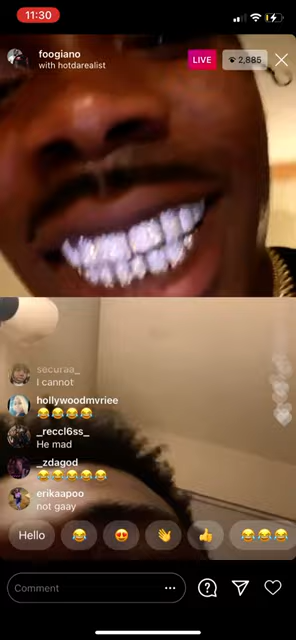 11:30
foogiano
with hotdarealist
LIVE
2,885
securaa_
I cannot
hollywoodmvriee
😂😂😂😂
_reccl6ss_
He mad
_zdagod
😂😂😂😂😂
erikaapoo
not gaay
Hello 😂 😍 👋 👍 😂😂😂
Comment